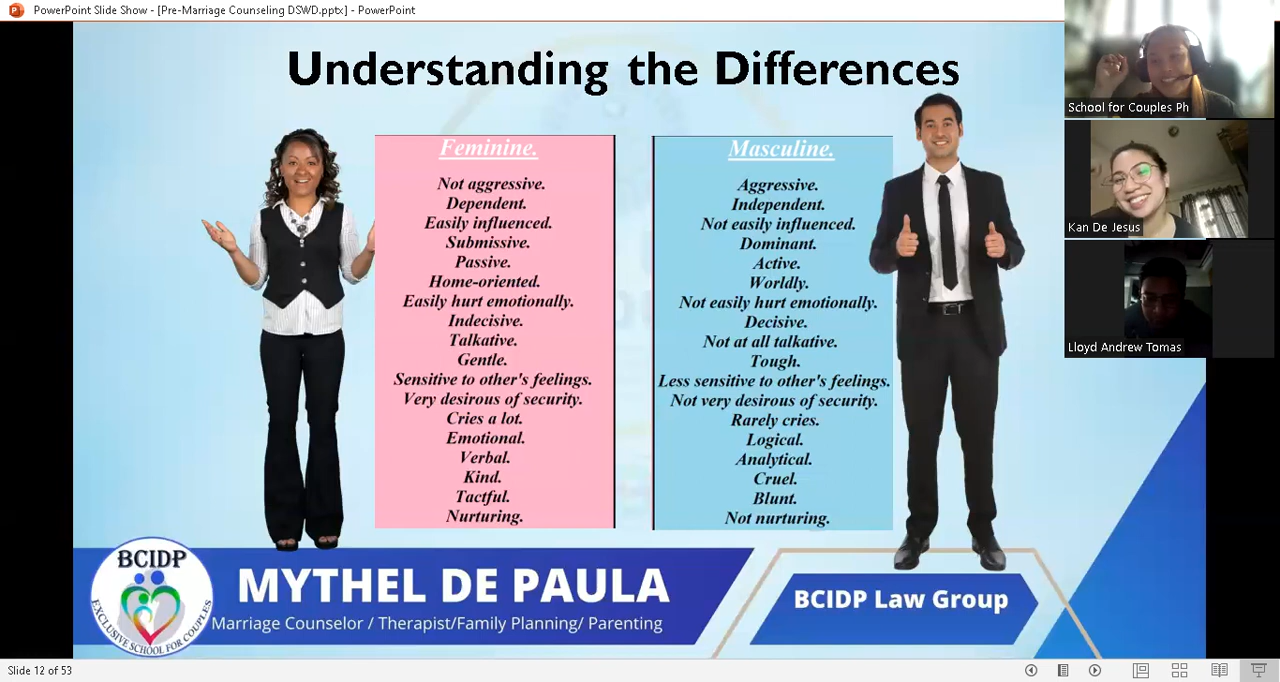 PowerPoint Slide Show - [Pre-Marriage Counseling DSWD.pptx] - PowerPoint
Understanding the Differences
Feminine.
Not aggressive.
Dependent.
Easily influenced.
Submissive.
Passive.
Home-oriented.
Easily hurt emotionally.
Indecisive.
Talkative.
Gentle.
Sensitive to other's feelings.
Very desirous of security.
Cries a lot.
Emotional.
Verbal.
Kind.
Tactful.
Nurturing.
Masculine.
Aggressive.
Independent.
Not easily influenced.
Dominant.
Active.
Worldly.
Not easily hurt emotionally.
Decisive.
Not at all talkative.
Tough.
Less sensitive to other's feelings.
Not very desirous of security.
Rarely cries.
Logical.
Analytical.
Cruel.
Blunt.
Not nurturing.
School for Couples Ph
Kan De Jesus
Lloyd Andrew Tomas
BCIDP
EXCLUSIVE SCHOOL FOR COUPLES
MYTHEL DE PAULA
Marriage Counselor / Therapist/Family Planning/ Parenting
BCIDP Law Group
Slide 12 of 53